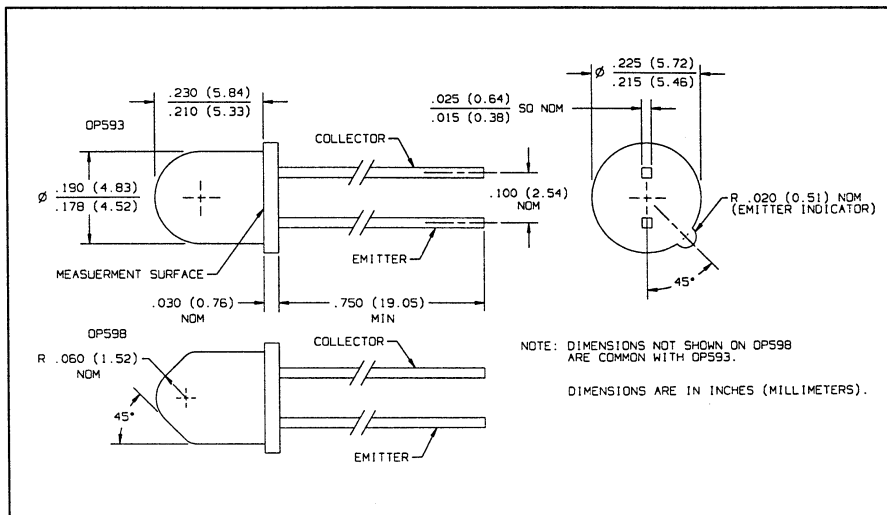 OP593
.230 (5.84)
.210 (5.33)
Ø .190 (4.83)
.178 (4.52)
MEASUERMENT SURFACE
COLLECTOR
EMITTER
.100 (2.54)
NOM
.030 (0.76)
NOM
.750 (19.05)
MIN
.025 (0.64)
.015 (0.38) SQ NOM
Ø .225 (5.72)
.215 (5.46)
R .020 (0.51) NOM
(EMITTER INDICATOR)
45°
OP598
R .060 (1.52)
NOM
45°
COLLECTOR
EMITTER
NOTE: DIMENSIONS NOT SHOWN ON OP598
ARE COMMON WITH OP593.
DIMENSIONS ARE IN INCHES (MILLIMETERS).